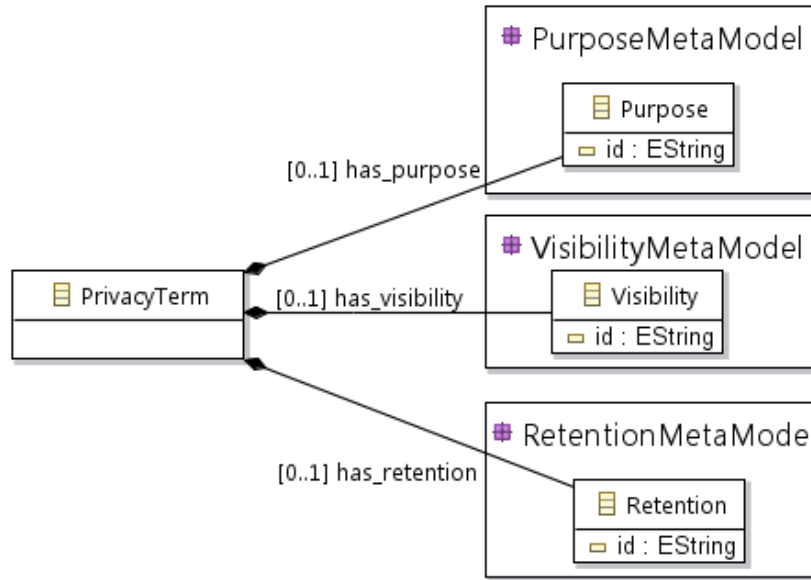 PurposeMetaModel
Purpose
id : EString
[0..1] has_purpose
VisibilityMetaModel
PrivacyTerm
[0..1] has_visibility
Visibility
id : EString
RetentionMetaMode
[0..1] has_retention
Retention
id : EString